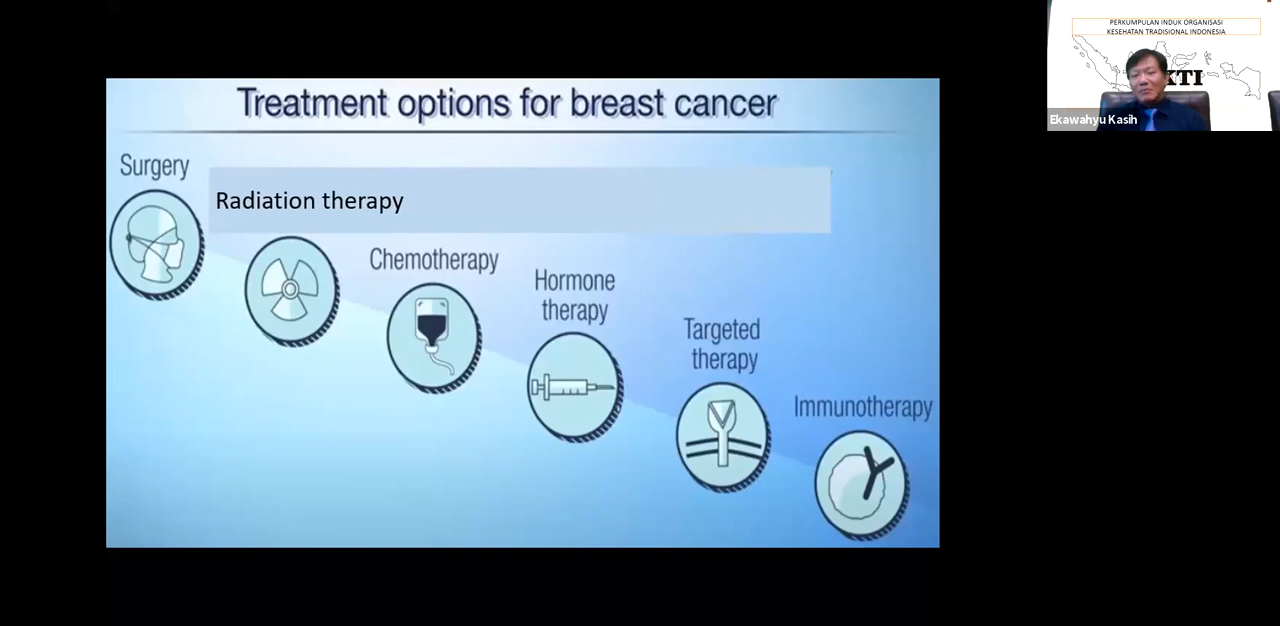 Treatment options for breast cancer
Surgery
Radiation therapy
Chemotherapy
Hormone
therapy
Targeted
therapy
Immunotherapy
PERKUMPULAN INDUK ORGANISASI
KESEHATAN TRADISIONAL INDONESIA
KTI
Ekawahyu Kasih